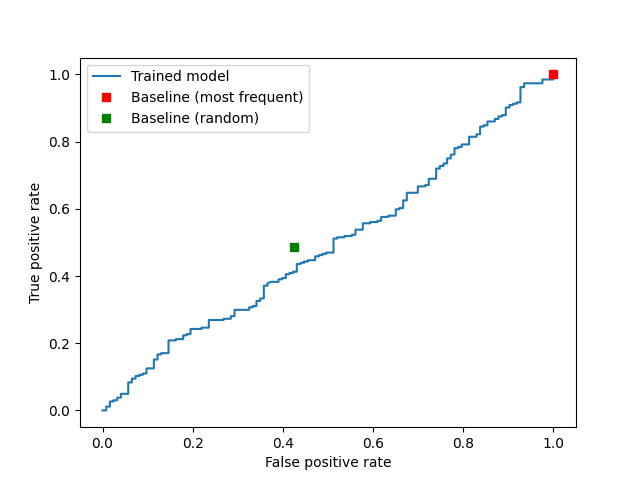 Trained model
Baseline (most frequent)
Baseline (random)
1.0
0.8
0.6
0.4
0.2
0.0
True positive rate
0.0 0.2 0.4 0.6 0.8 1.0
False positive rate